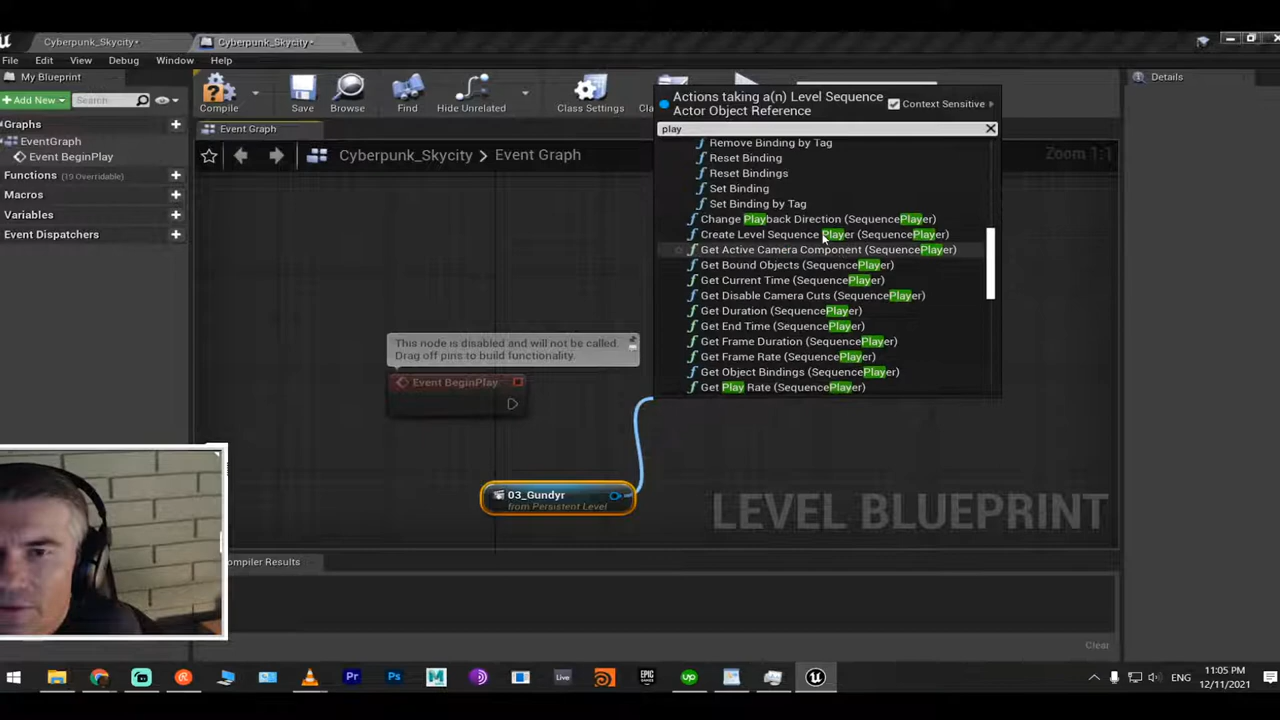 Cyberpunk_Skycity•
Cyberpunk_Skycity•
File Edit View Debug Window Help
My Blueprint
Details
Add New
Search
Compile
Save
Browse
Find
Hide Unrelated
Class Settings
Actions taking a(n) Level Sequence
Actor Object Reference
Context Sensitive
play
Graphs
EventGraph
Event BeginPlay
Functions (19 Overridable)
Macros
Variables
Event Dispatchers
Event Graph
Cyberpunk_Skycity > Event Graph
Zoom 1:1
Remove Binding by Tag
Reset Binding
Reset Bindings
Set Binding
Set Binding by Tag
Change Playback Direction (SequencePlayer)
Create Level Sequence Player (SequencePlayer)
Get Active Camera Component (SequencePlayer)
Get Bound Objects (SequencePlayer)
Get Current Time (SequencePlayer)
Get Disable Camera Cuts (SequencePlayer)
Get Duration (SequencePlayer)
Get End Time (SequencePlayer)
Get Frame Duration (SequencePlayer)
Get Frame Rate (SequencePlayer)
Get Object Bindings (SequencePlayer)
Get Play Rate (SequencePlayer)
This node is disabled and will not be called.
Drag off pins to build functionality.
Event BeginPlay
03_Gundyr
from Persistent Level
LEVEL BLUEPRINT
ompiler Results
Clear
Pr
Ps
M
Live
EPIC
GAMES
up
ENG
11:05 PM
12/11/2021